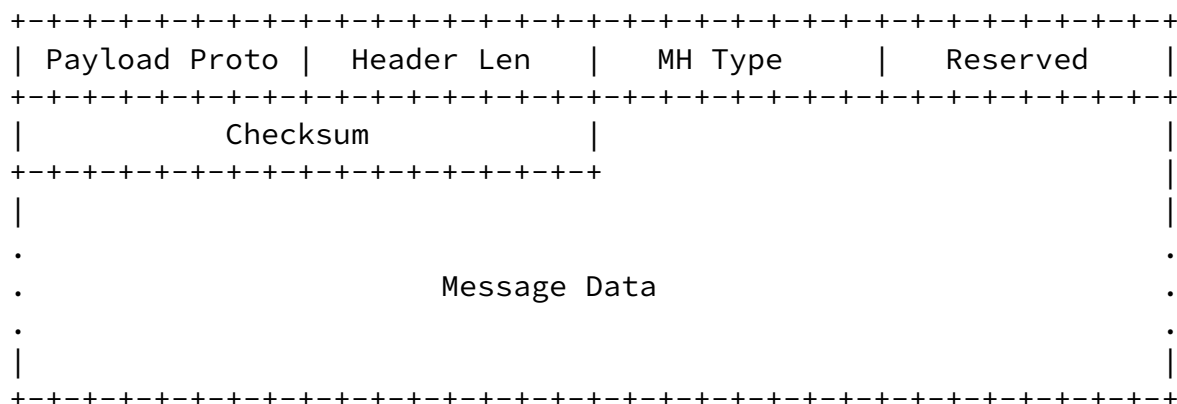 +-+-+-+-+-+-+-+-+-+-+-+-+-+-+-+-+-+-+-+-+-+-+-+-+-+-+-+-+-+-+-+-+
| Payload Proto |  Header Len   |   MH Type     |   Reserved    |
+-+-+-+-+-+-+-+-+-+-+-+-+-+-+-+-+-+-+-+-+-+-+-+-+-+-+-+-+-+-+-+-+
|           Checksum            |                               |
+-+-+-+-+-+-+-+-+-+-+-+-+-+-+-+-+                               |
|                                                               |
.                                                               .
.                       Message Data                            .
.                                                               .
|                                                               |
+-+-+-+-+-+-+-+-+-+-+-+-+-+-+-+-+-+-+-+-+-+-+-+-+-+-+-+-+-+-+-+-+